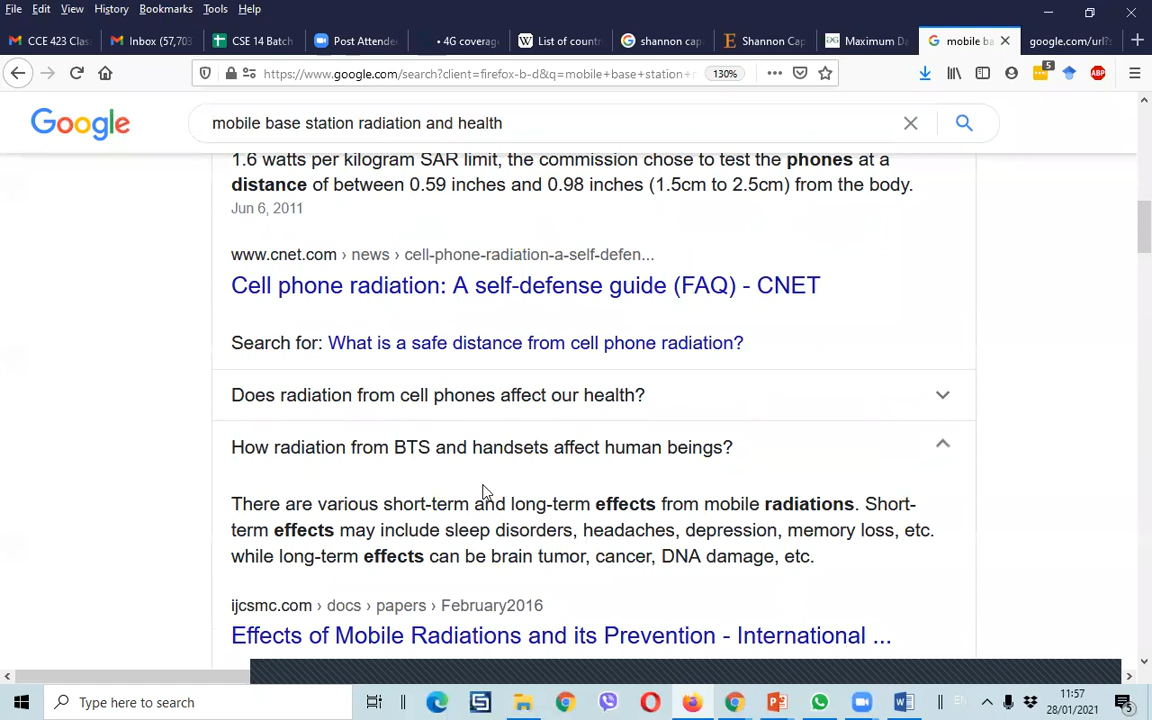 File Edit View History Bookmarks Tools Help
CCE 423 Clas
Inbox (57,703
CSE 14 Batch
Post Attende
4G coverag
List of countr
shannon cap
Shannon Cap
Maximum Da
mobile ba
google.com/url?s
https://www.google.com/search?client=firefox-b-d&q=mobile+base+station+r
130%
5
ABP
Google
mobile base station radiation and health
1.6 watts per kilogram SAR limit, the commission chose to test the phones at a
distance of between 0.59 inches and 0.98 inches (1.5cm to 2.5cm) from the body.
Jun 6, 2011
www.cnet.com › news › cell-phone-radiation-a-self-defen...
Cell phone radiation: A self-defense guide (FAQ) - CNET
Search for: What is a safe distance from cell phone radiation?
Does radiation from cell phones affect our health?
How radiation from BTS and handsets affect human beings?
There are various short-term and long-term effects from mobile radiations. Short-
term effects may include sleep disorders, headaches, depression, memory loss, etc.
while long-term effects can be brain tumor, cancer, DNA damage, etc.
ijcsmc.com › docs › papers › February2016
Effects of Mobile Radiations and its Prevention - International ...
Type here to search
11:57
28/01/2021
5